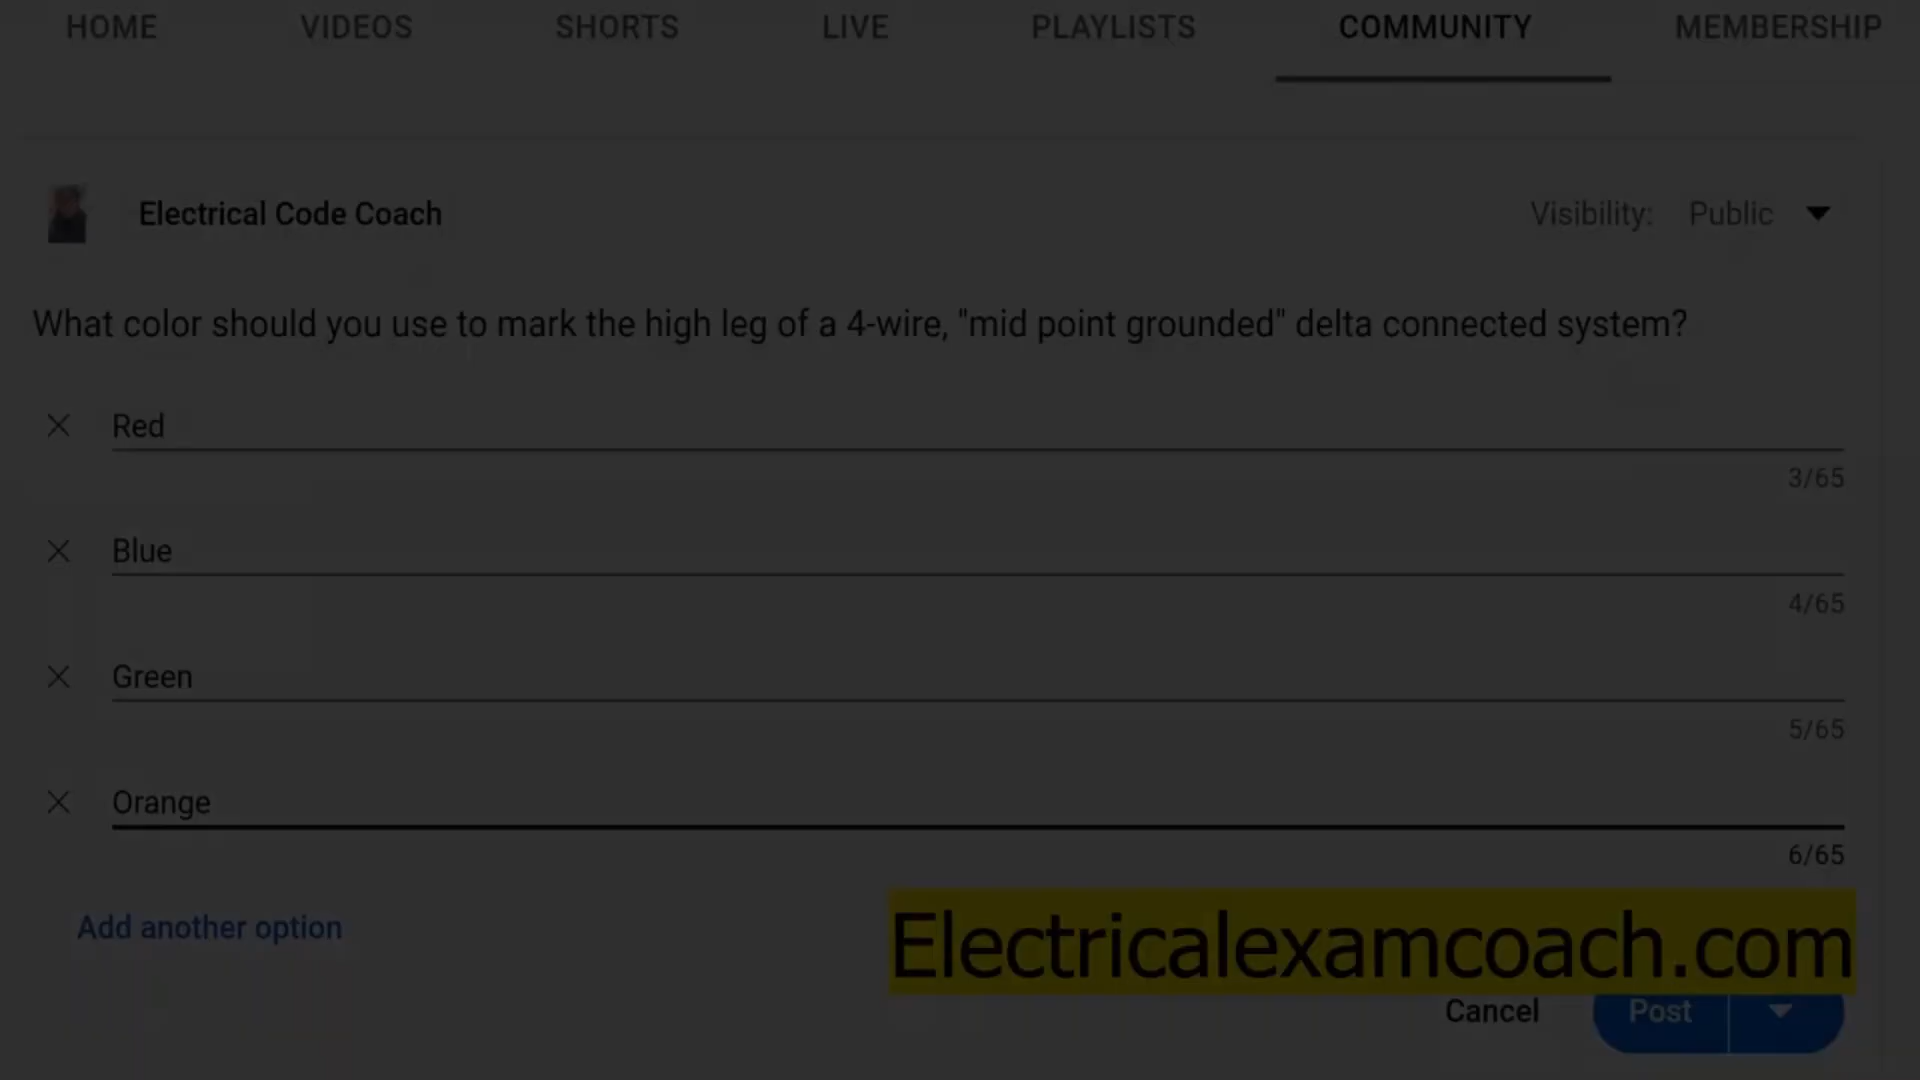 HOME VIDEOS SHORTS LIVE PLAYLISTS COMMUNITY MEMBERSHIP
Electrical Code Coach Visibility: Public
What color should you use to mark the high leg of a 4-wire, "mid point grounded" delta connected system?
Red
3/65
Blue
4/65
Green
5/65
Orange
6/65
Add another option
Electricalexamcoach.com
Cancel Post